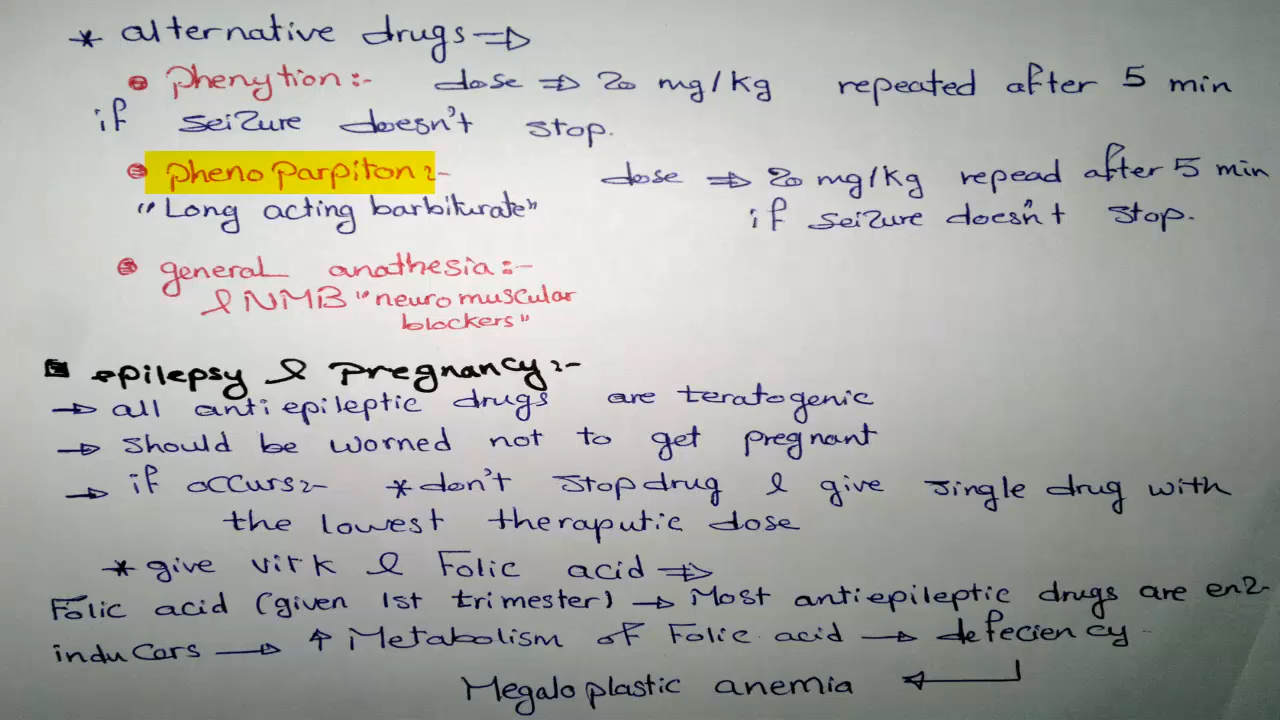 * alternative drugs ⇒
• phenytion :- dose ⇒ 20 mg/kg repeated after 5 min
if seizure doesn't stop.
• pheno parpiton :- dose ⇒ 20 mg/kg repead after 5 min
"Long acting barbiturate" if seizure doesn't stop.
• general anathesia :-
& NMB "neuro muscular
blockers"
■ epilepsy & pregnancy :-
→ all antiepileptic drugs are teratogenic
→ should be worned not to get pregnant
→ if occurs :- * don't stop drug & give single drug with
the lowest theraputic dose
* give vit K & Folic acid ⇒
Folic acid (given 1st trimester) → Most antiepileptic drugs are enz-
inducers → ↑ Metabolism of Folic acid → defeciency
Megaloplastic anemia ←